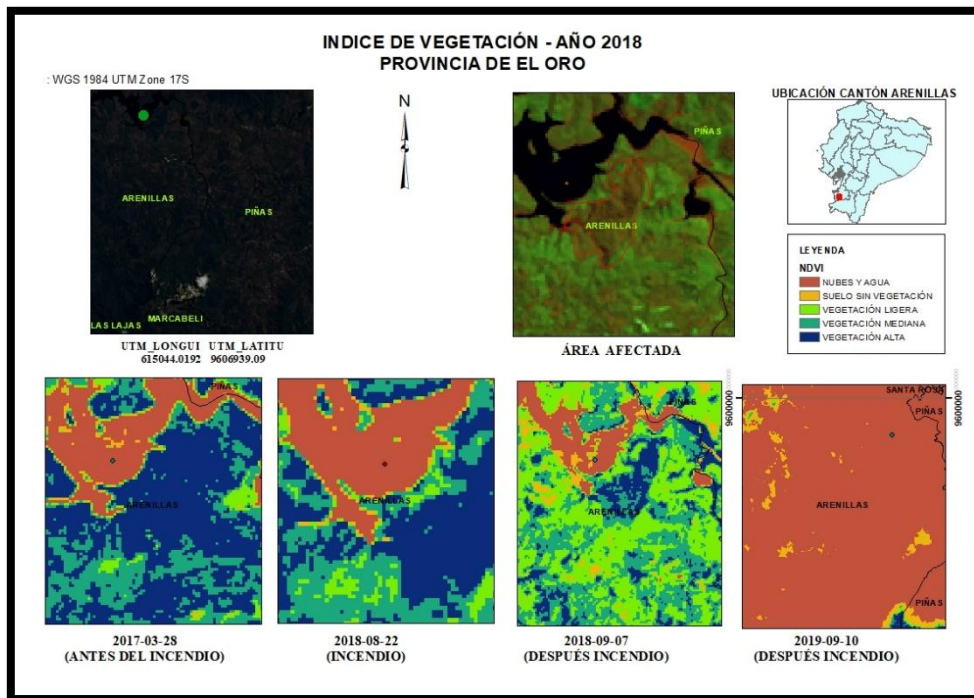 INDICE DE VEGETACIÓN - AÑO 2018
PROVINCIA DE EL ORO
: WGS 1984 UTM Zone 17S
N
UBICACIÓN CANTÓN ARENILLAS
ARENILLAS
PIÑAS
MARCABELI
LAS LAJAS
UTM_LONGUI UTM_LATITU
615044.0192 9606939.09
PIÑAS
ARENILLAS
ÁREA AFECTADA
LEYENDA
NDVI
NUBES Y AGUA
SUELO SIN VEGETACIÓN
VEGETACIÓN LIGERA
VEGETACIÓN MEDIANA
VEGETACIÓN ALTA
PIÑAS
ARENILLAS
2017-03-28
(ANTES DEL INCENDIO)
ARENILLAS
2018-08-22
(INCENDIO)
PIÑAS
ARENILLAS
2018-09-07
(DESPUÉS INCENDIO)
9600000
SANTA ROSA
PIÑAS
ARENILLAS
PIÑAS
9600000
2019-09-10
(DESPUÉS INCENDIO)